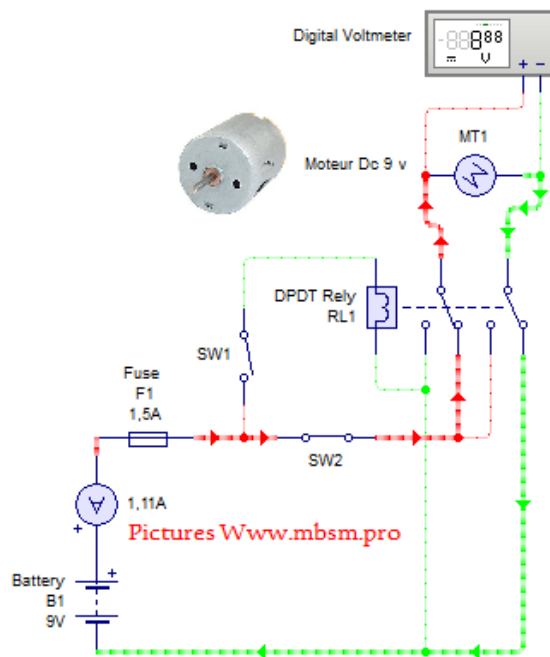 Digital Voltmeter
-888888
V
+ -
MT1
Moteur Dc 9 v
DPDT Rely
RL1
SW1
Fuse
F1
1,5A
SW2
A
1,11A
+
Pictures Www.mbsm.pro
+
Battery
B1
9V